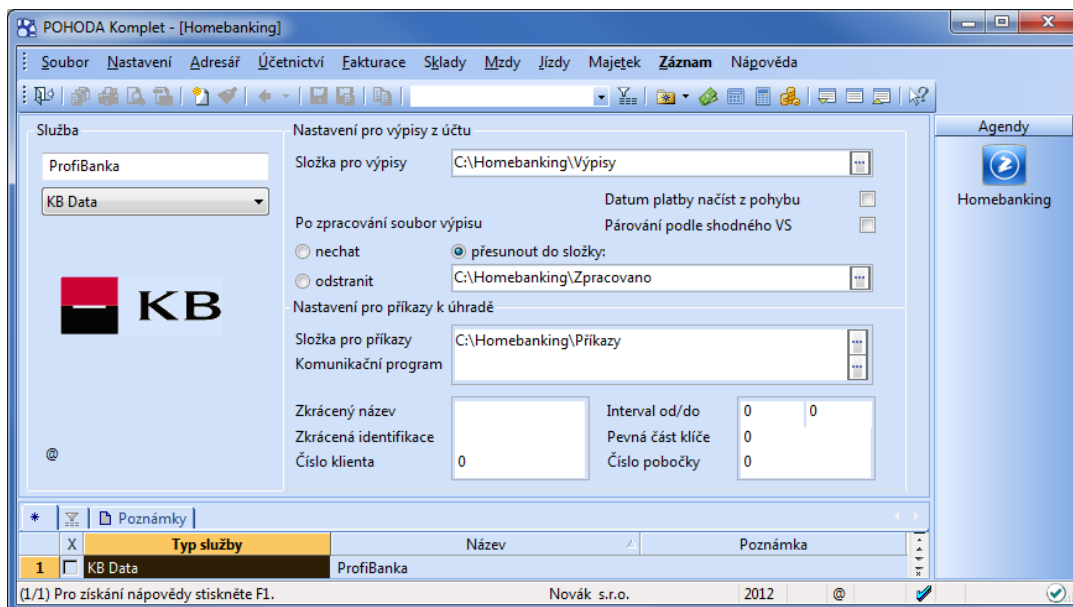 POHODA Komplet - [Homebanking]
Soubor Nastavení Adresář Účetnictví Fakturace Sklady Mzdy Jízdy Majetek Záznam Nápověda
Služba
ProfiBanka
KB Data
KB
@
Nastavení pro výpisy z účtu
Složka pro výpisy C:\Homebanking\Výpisy
Datum platby načíst z pohybu
Po zpracování soubor výpisu Párování podle shodného VS
nechat přesunout do složky:
odstranit C:\Homebanking\Zpracovano
Nastavení pro příkazy k úhradě
Složka pro příkazy C:\Homebanking\Příkazy
Komunikační program
Zkrácený název Interval od/do 0 0
Zkrácená identifikace Pevná část klíče 0
Číslo klienta 0 Číslo pobočky 0
Agendy
Homebanking
* Poznámky
X Typ služby Název Poznámka
1 KB Data ProfiBanka
(1/1) Pro získání nápovědy stiskněte F1. Novák s.r.o. 2012 @